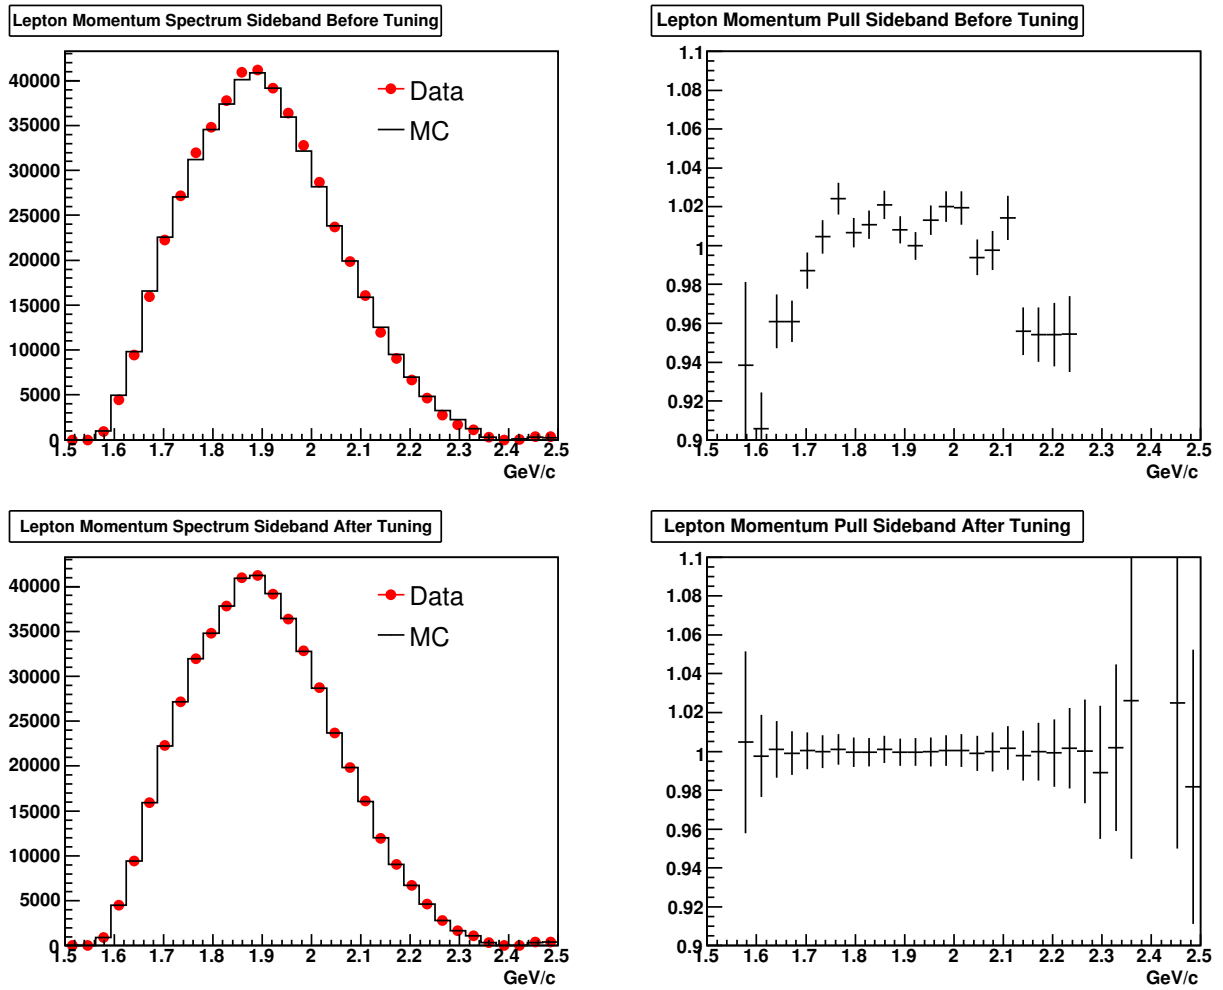 Lepton Momentum Spectrum Sideband Before Tuning
40000
35000
30000
25000
20000
15000
10000
5000
0
1.5 1.6 1.7 1.8 1.9 2 2.1 2.2 2.3 2.4 2.5
GeV/c
Data
MC
Lepton Momentum Pull Sideband Before Tuning
1.1
1.08
1.06
1.04
1.02
1
0.98
0.96
0.94
0.92
0.9
1.5 1.6 1.7 1.8 1.9 2 2.1 2.2 2.3 2.4 2.5
GeV/c
Lepton Momentum Spectrum Sideband After Tuning
40000
35000
30000
25000
20000
15000
10000
5000
0
1.5 1.6 1.7 1.8 1.9 2 2.1 2.2 2.3 2.4 2.5
GeV/c
Data
MC
Lepton Momentum Pull Sideband After Tuning
1.1
1.08
1.06
1.04
1.02
1
0.98
0.96
0.94
0.92
0.9
1.5 1.6 1.7 1.8 1.9 2 2.1 2.2 2.3 2.4 2.5
GeV/c